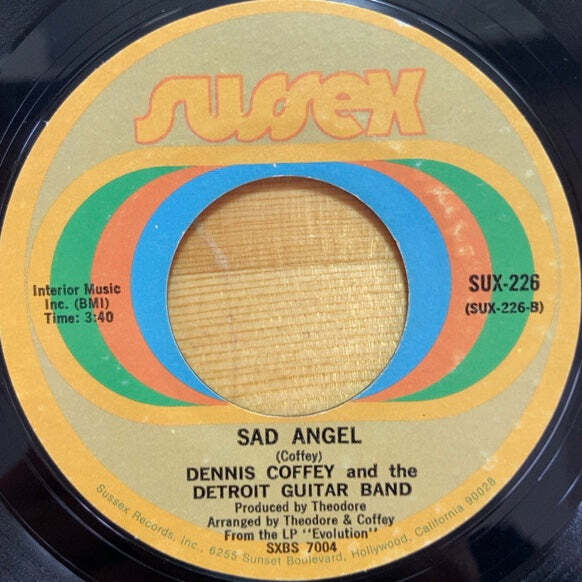 sussex
Interior Music
Inc. (BMI)
Time: 3:40
SUX-226
(SUX-226-B)
SAD ANGEL
(Coffey)
DENNIS COFFEY and the
DETROIT GUITAR BAND
Produced by Theodore
Arranged by Theodore & Coffey
From the LP "Evolution"
SXBS 7004
Sussex Records, Inc., 6255 Sunset Boulevard, Hollywood, California 90028